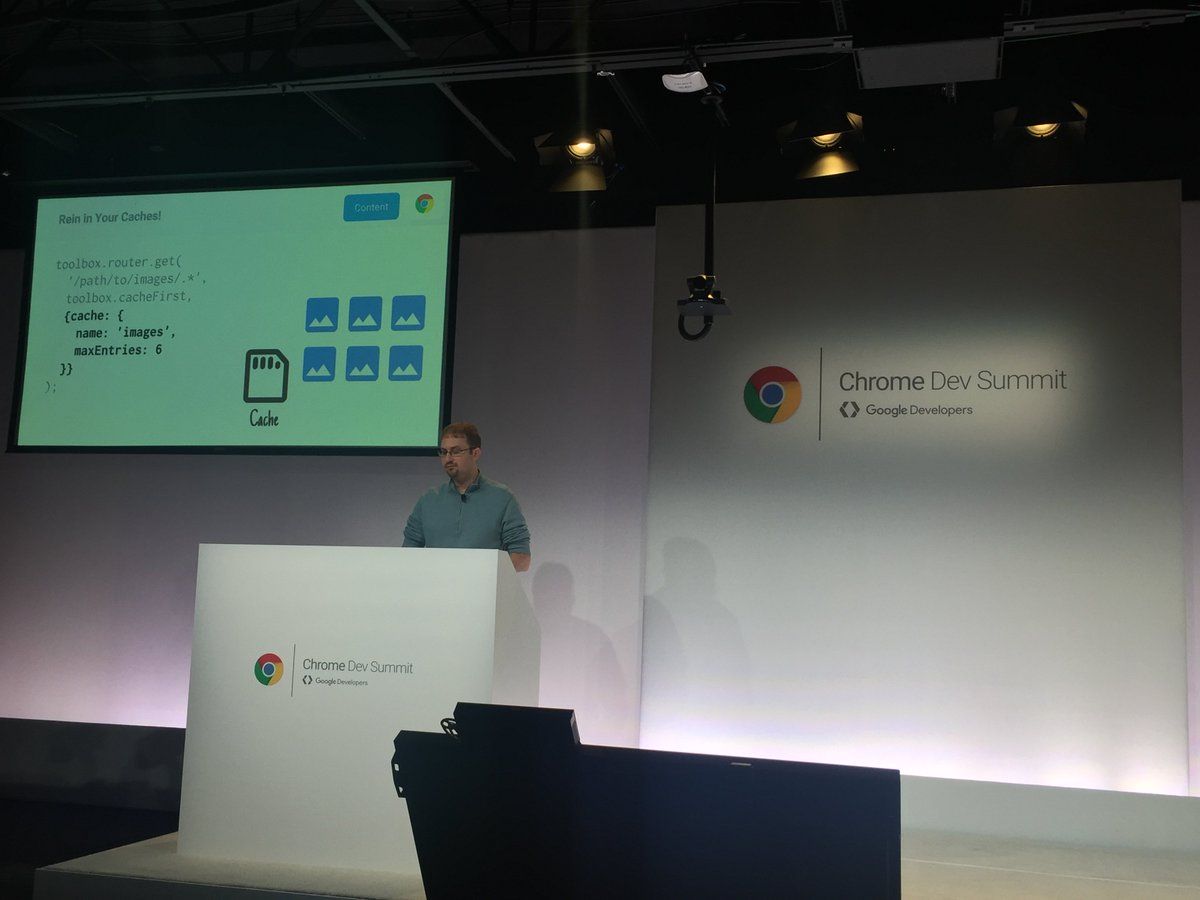 Rein in Your Caches!
Content
toolbox.router.get(
'/path/to/images/.*',
toolbox.cacheFirst,
{cache: {
name: 'images',
maxEntries: 6
}}
);
Cache
Chrome Dev Summit
Google Developers
Chrome Dev Summit
Google Developers